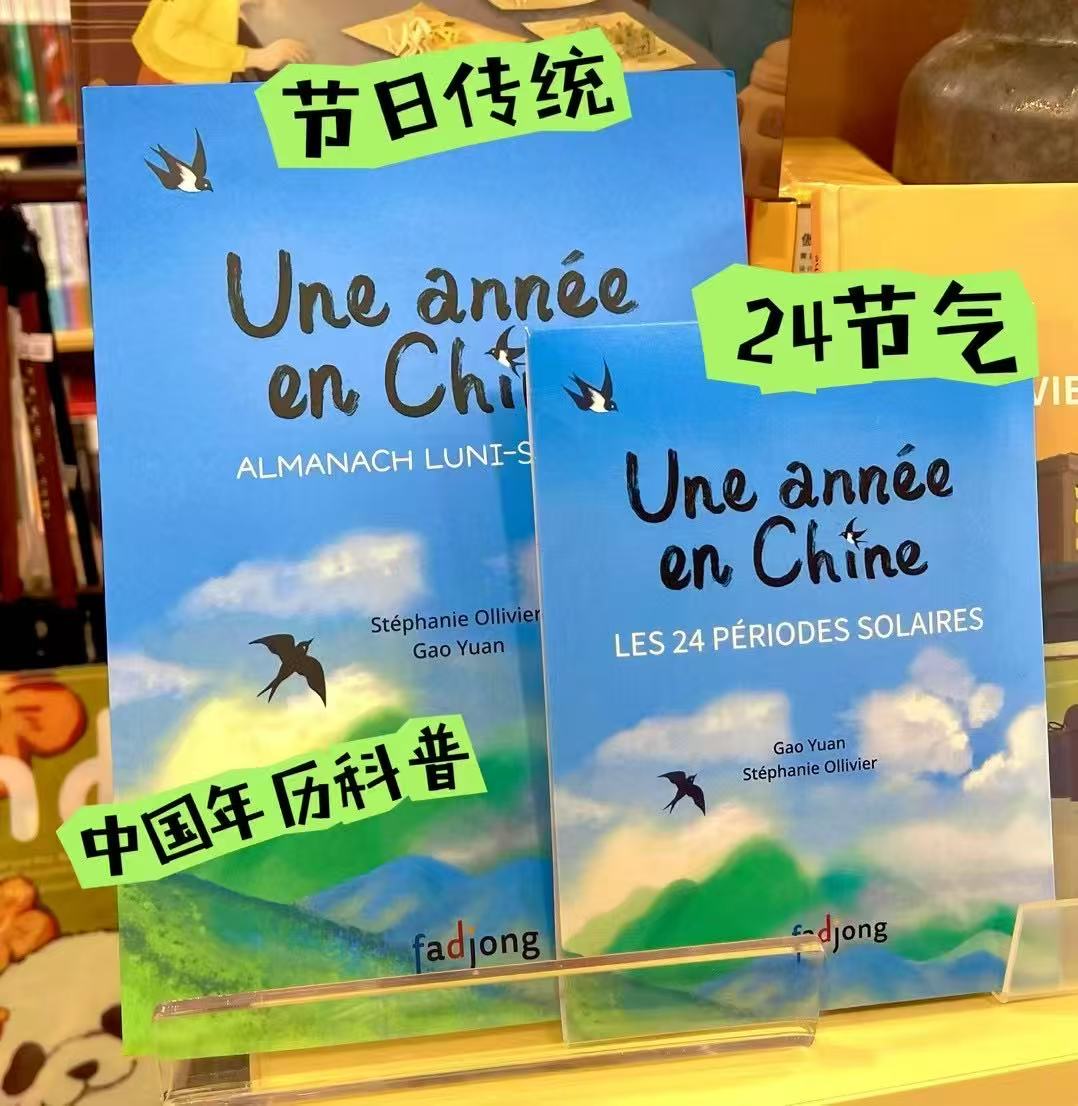 节日传统
Une année
en Chi
ALMANACH LUNI-S
Stéphanie Ollivier
Gao Yuan
中国年历科普
fadjong
24节气
Une année
en Chine
LES 24 PÉRIODES SOLAIRES
Gao Yuan
Stéphanie Ollivier
fadjong
VIE